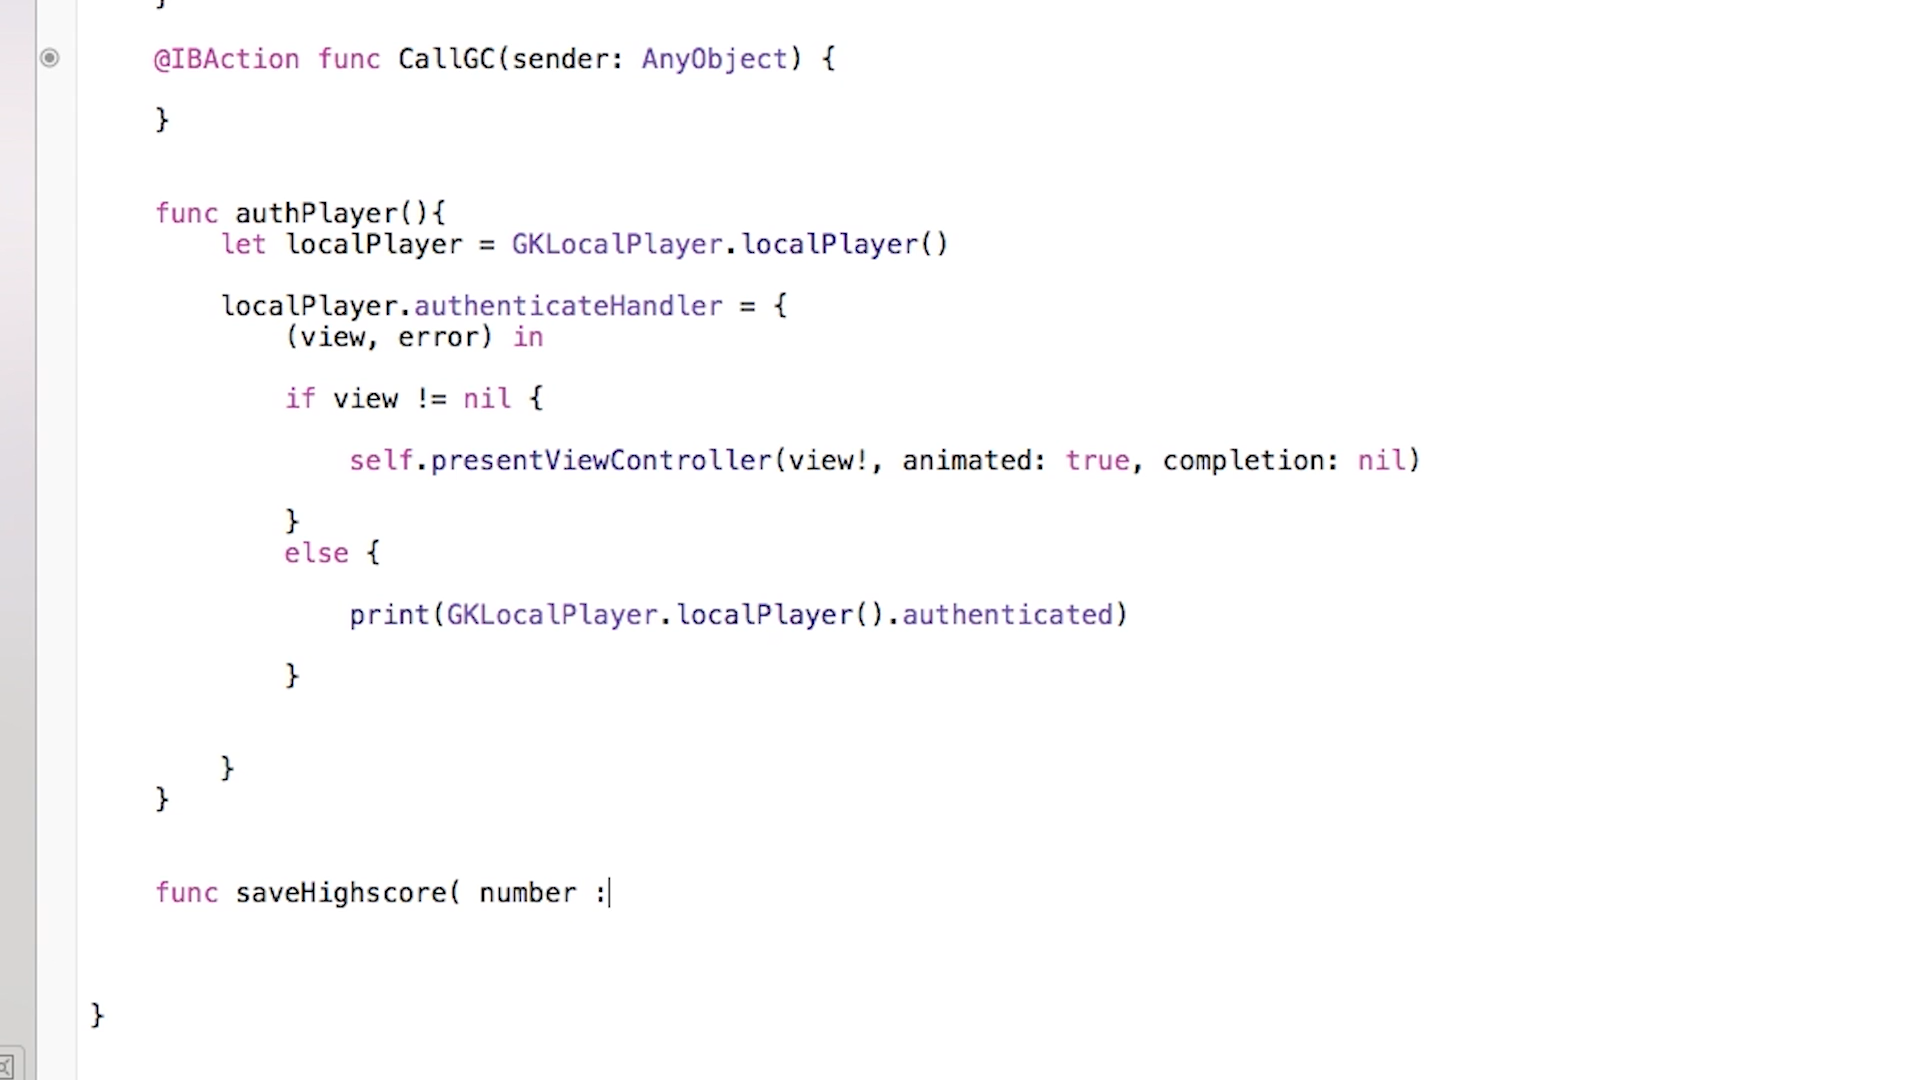 }
@IBAction func CallGC(sender: AnyObject) {
}
func authPlayer(){
let localPlayer = GKLocalPlayer.localPlayer()
localPlayer.authenticateHandler = {
(view, error) in
if view != nil {
self.presentViewController(view!, animated: true, completion: nil)
}
else {
print(GKLocalPlayer.localPlayer().authenticated)
}
}
}
func saveHighscore( number :
}